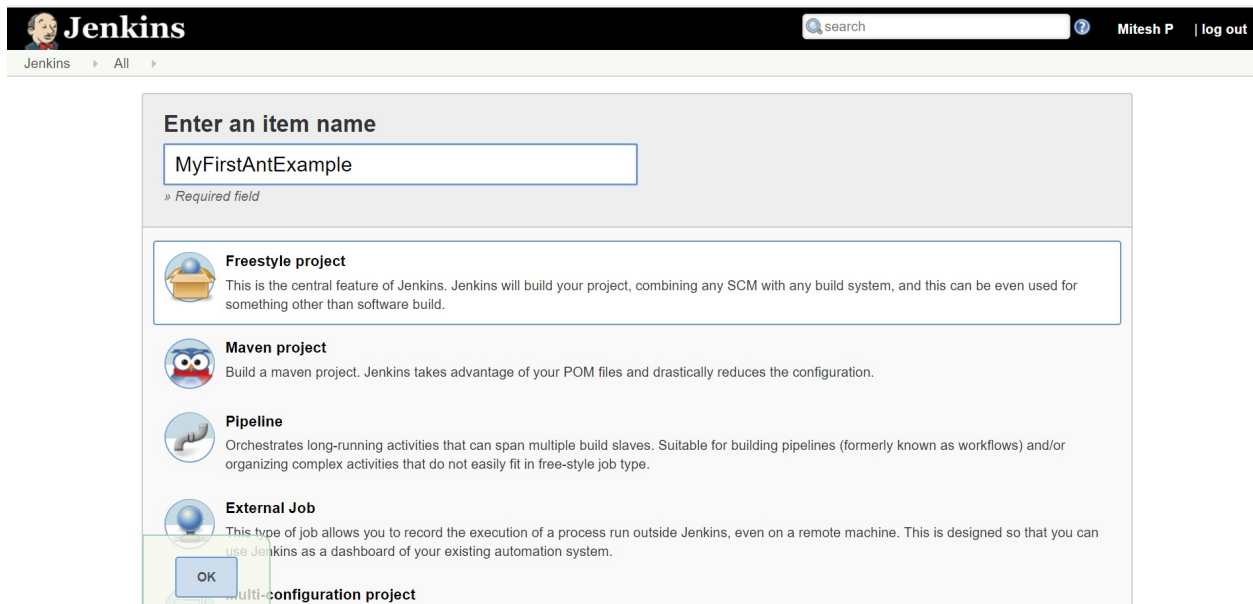 Jenkins
search
Mitesh P | log out
Jenkins All
Enter an item name
MyFirstAntExample
» Required field
Freestyle project
This is the central feature of Jenkins. Jenkins will build your project, combining any SCM with any build system, and this can be even used for
something other than software build.
Maven project
Build a maven project. Jenkins takes advantage of your POM files and drastically reduces the configuration.
Pipeline
Orchestrates long-running activities that can span multiple build slaves. Suitable for building pipelines (formerly known as workflows) and/or
organizing complex activities that do not easily fit in free-style job type.
External Job
This type of job allows you to record the execution of a process run outside Jenkins, even on a remote machine. This is designed so that you can
use Jenkins as a dashboard of your existing automation system.
OK
Multi-configuration project